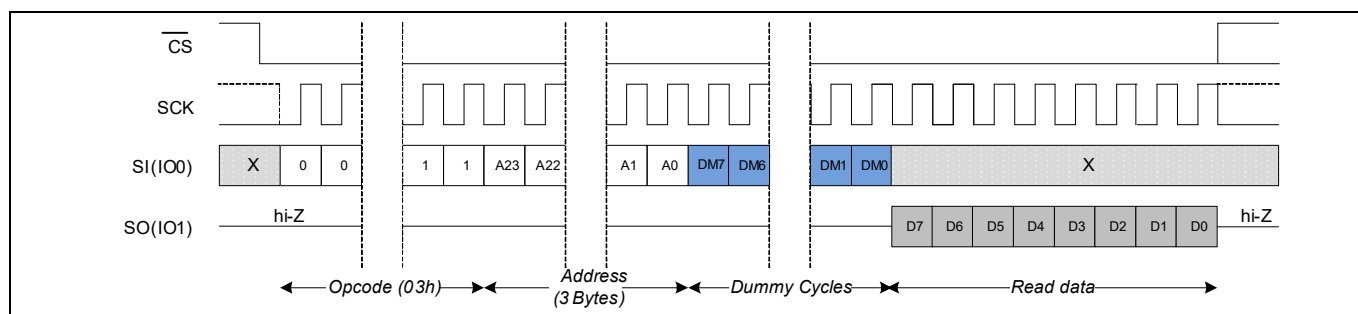 CS
SCK
SI(IO0) X 0 0 1 1 A23 A22 A1 A0 DM7 DM6 DM1 DM0 X
hi-Z hi-Z
SO(IO1) D7 D6 D5 D4 D3 D2 D1 D0
Opcode (03h) Address (3 Bytes) Dummy Cycles Read data